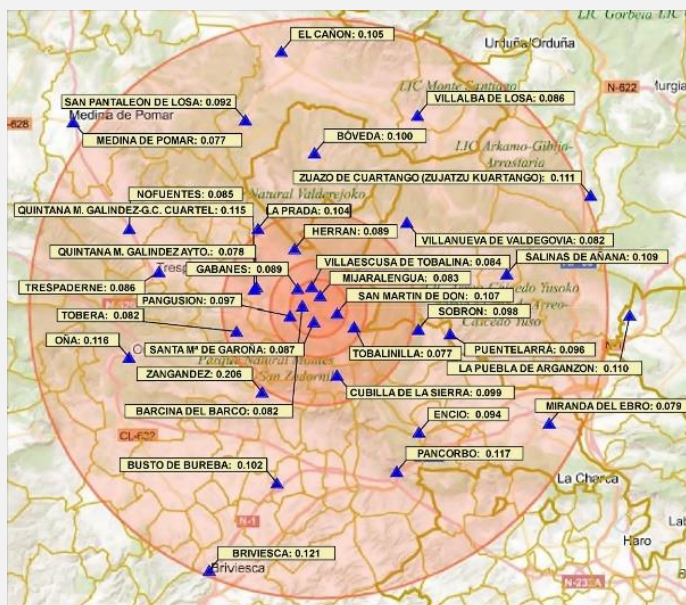 EL CAÑON: 0.105
Urduña/Orduña
N-622
LIC Monte Santiago
SAN PANTALEÓN DE LOSA: 0.092
VILLALBA DE LOSA: 0.086
Medina de Pomar
-628
MEDINA DE POMAR: 0.077
BÓVEDA: 0.100
LIC Arkamo-Gibijo-
Arrastaria
ZUAZO DE CUARTANGO (ZUJATZU KUARTANGO): 0.111
NOFUENTES: 0.085
Natural Valderejoko
QUINTANA M. GALINDEZ-G.C. CUARTEL: 0.115
LA PRADA: 0.104
HERRAN: 0.089
VILLANUEVA DE VALDEGOVIA: 0.082
QUINTANA M. GALINDEZ AYTO.: 0.078
VILLAESCUSA DE TOBALINA: 0.084
SALINAS DE AÑANA: 0.109
GABANES: 0.089
MIJARALENGUA: 0.083
TRESPADERNE: 0.086
PANGUSION: 0.097
SAN MARTIN DE DON: 0.107
TOBERA: 0.082
SOBRON: 0.098
Caicedo Yuso
OÑA: 0.116
SANTA Mª DE GAROÑA: 0.087
TOBALINILLA: 0.077
PUENTELARRÁ: 0.096
LA PUEBLA DE ARGANZON: 0.110
ZANGANDEZ: 0.206
CUBILLA DE LA SIERRA: 0.099
BARCINA DEL BARCO: 0.082
ENCIO: 0.094
MIRANDA DEL EBRO: 0.079
CL-632
PANCORBO: 0.117
BUSTO DE BUREBA: 0.102
La Charca
N-1
Haro
BRIVIESCA: 0.121
Briviesca
N-232A